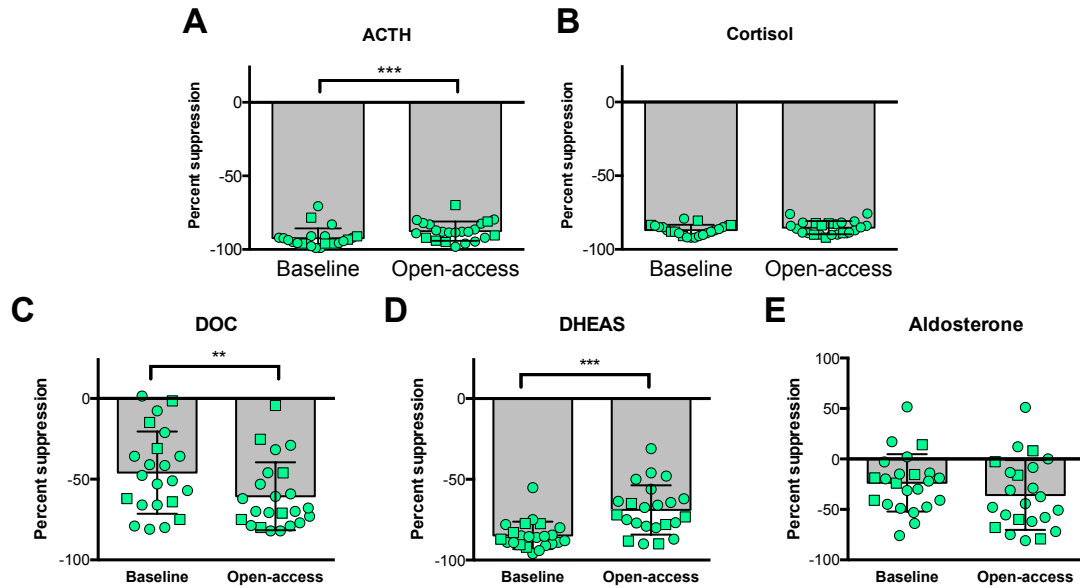 A
ACTH
Percent suppression
***
0
-50
-100
Baseline
Open-access
B
Cortisol
Percent suppression
0
-50
-100
Baseline
Open-access
C
DOC
Percent suppression
**
0
-50
-100
Baseline
Open-access
D
DHEAS
Percent suppression
***
0
-50
-100
Baseline
Open-access
E
Aldosterone
Percent suppression
100
50
0
-50
-100
Baseline
Open-access